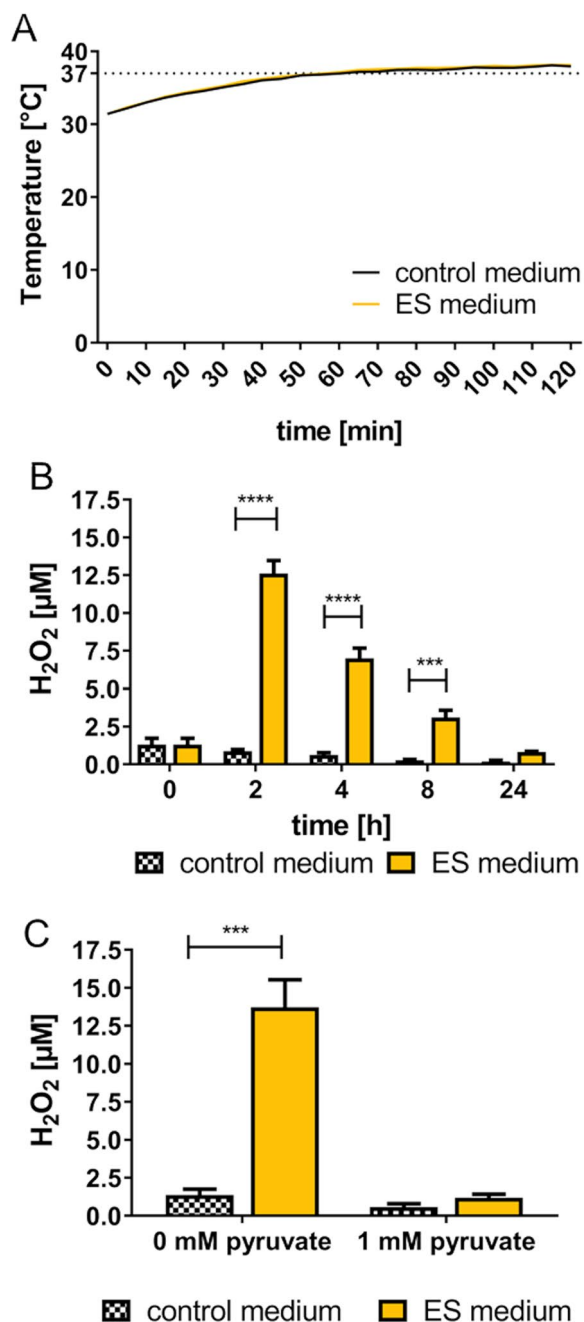 A
Temperature [°C]
40
37
30
20
10
0
control medium
ES medium
0 10 20 30 40 50 60 70 80 90 100 110 120
time [min]
B
H₂O₂ [µM]
17.5
15.0
12.5
10.0
7.5
5.0
2.5
0.0
****
****
***
0 2 4 8 24
time [h]
control medium ES medium
C
H₂O₂ [µM]
17.5
15.0
12.5
10.0
7.5
5.0
2.5
0.0
***
0 mM pyruvate 1 mM pyruvate
control medium ES medium